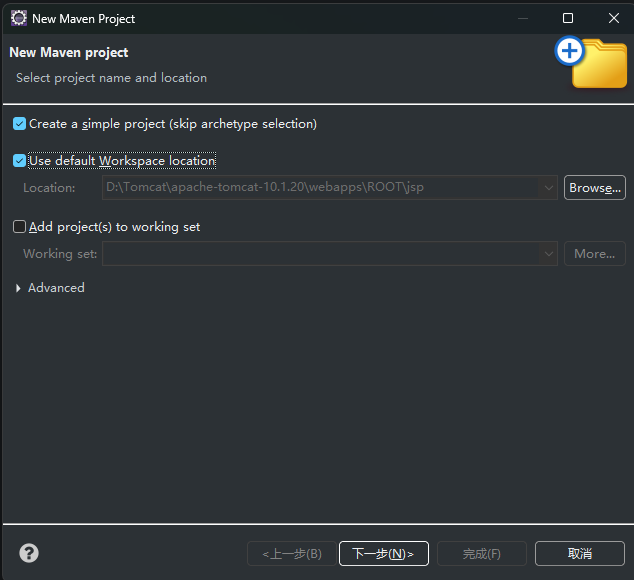 New Maven Project
New Maven project
Select project name and location
Create a simple project (skip archetype selection)
Use default Workspace location
Location: D:\Tomcat\apache-tomcat-10.1.20\webapps\ROOT\jsp Browse...
Add project(s) to working set
Working set: More...
Advanced
? <上一步(B) 下一步(N)> 完成(F) 取消